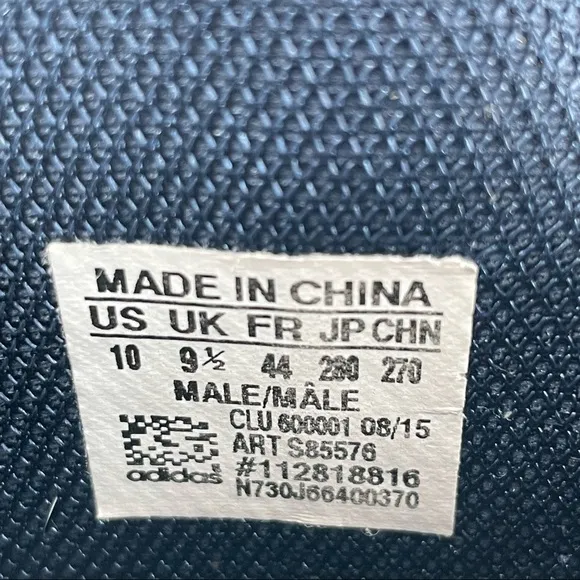 MADE IN CHINA
US UK FR JP CHN
10 9½ 44 280 270
MALE/MÂLE
CLU 600001 08/15
ART S85576
#112818816
adidas N730J66400370